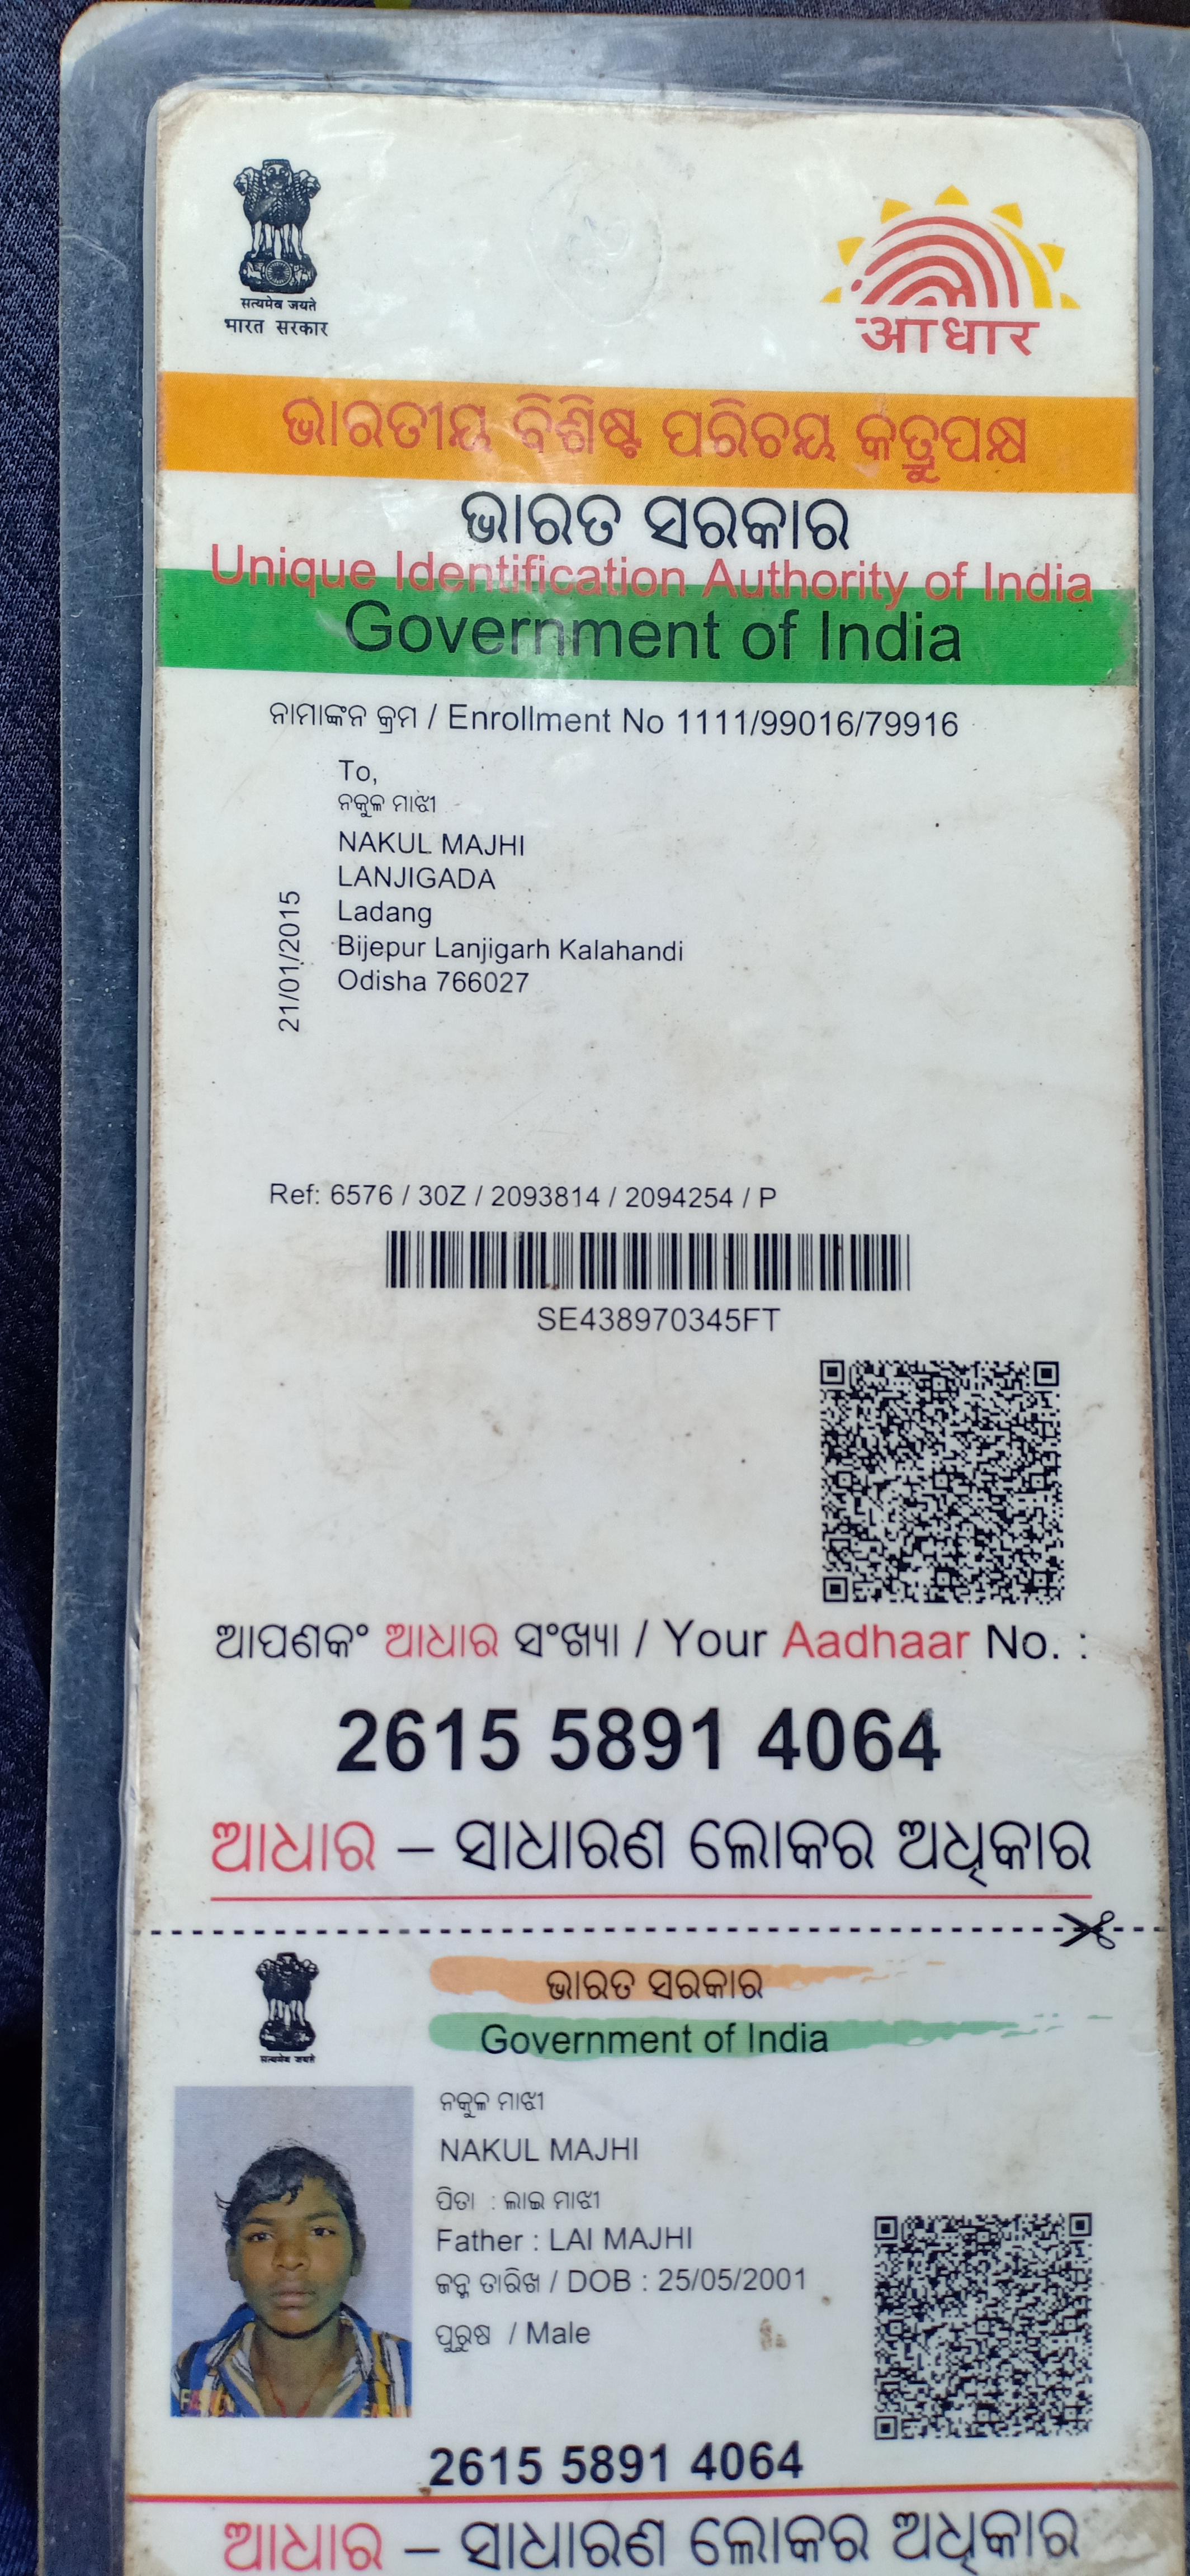 सत्यमेव जयते
भारत सरकार
आधार
ଭାରତୀୟ ବିଶିଷ୍ଟ ପରିଚୟ କର୍ତ୍ତୃପକ୍ଷ
ଭାରତ ସରକାର
Unique Identification Authority of India
Government of India
ନାମାଙ୍କନ କ୍ରମ / Enrollment No 1111/99016/79916
To,
ନକୁଳ ମାଝୀ
NAKUL MAJHI
LANJIGADA
Ladang
Bijepur Lanjigarh Kalahandi
Odisha 766027
21/01/2015
Ref: 6576 / 30Z / 2093814 / 2094254 / P
SE438970345FT
ଆପଣଙ୍କ ଆଧାର ସଂଖ୍ୟା / Your Aadhaar No. :
2615 5891 4064
ଆଧାର – ସାଧାରଣ ଲୋକର ଅଧିକାର
सत्यमेव जयते
ଭାରତ ସରକାର
Government of India
ନକୁଳ ମାଝୀ
NAKUL MAJHI
ପିତା : ଲାଇ ମାଝୀ
Father : LAI MAJHI
ଜନ୍ମ ତାରିଖ / DOB : 25/05/2001
ପୁରୁଷ / Male
2615 5891 4064
ଆଧାର – ସାଧାରଣ ଲୋକର ଅଧିକାର